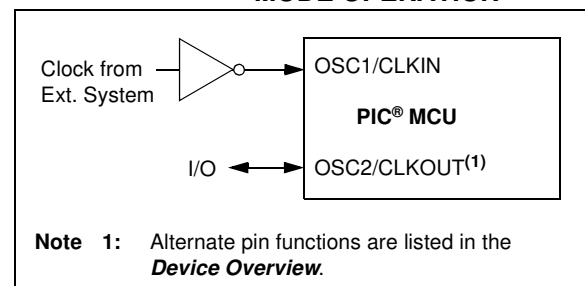 MODE OPERATION
Clock from
Ext. System
OSC1/CLKIN
PIC® MCU
I/O
OSC2/CLKOUT(1)
Note 1: Alternate pin functions are listed in the
Device Overview.